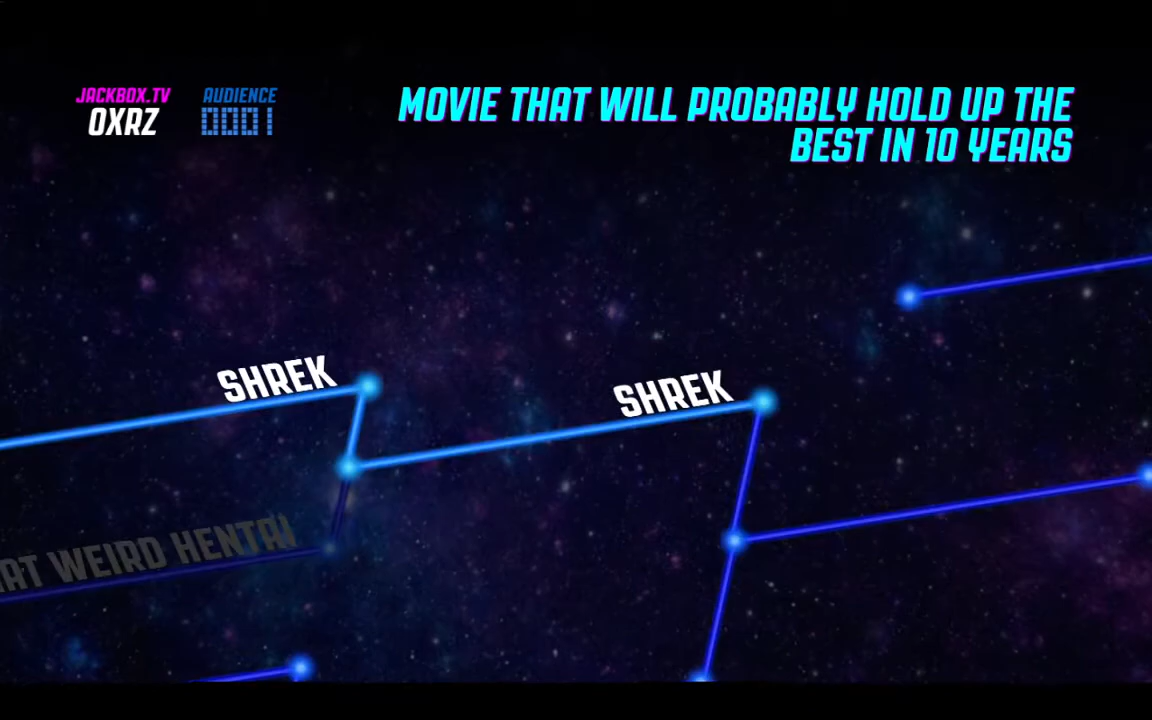 JACKBOX.TV
0XRZ
AUDIENCE
0001
MOVIE THAT WILL PROBABLY HOLD UP THE
BEST IN 10 YEARS
SHREK
SHREK
WEIRD HENTAI